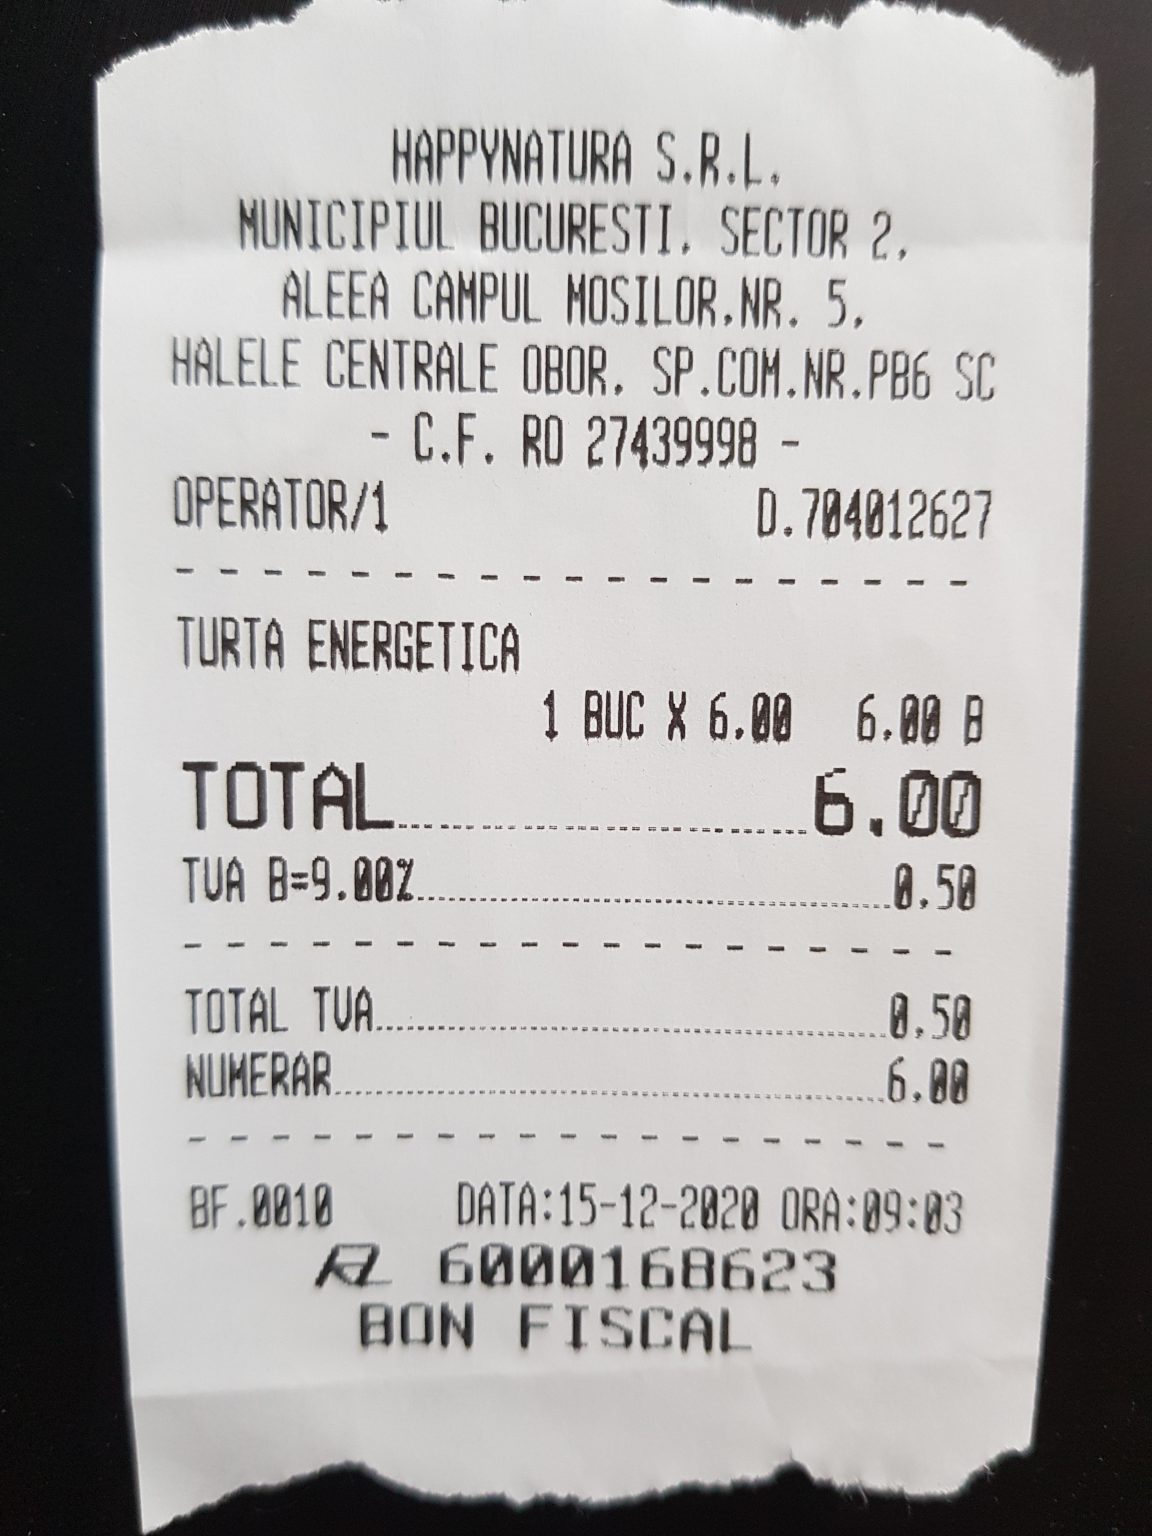 HAPPYNATURA S.R.L.
MUNICIPIUL BUCURESTI, SECTOR 2,
ALEEA CAMPUL MOSILOR,NR. 5,
HALELE CENTRALE OBOR, SP.COM.NR.PB6 SC
- C.F. RO 27439998 -
OPERATOR/1 D.704012627
TURTA ENERGETICA
1 BUC X 6.00 6.00 B
TOTAL 6.00
TVA B=9.00% 0.50
TOTAL TVA 0.50
NUMERAR 6.00
BF.0010 DATA:15-12-2020 ORA:09:03
6000168623
BON FISCAL